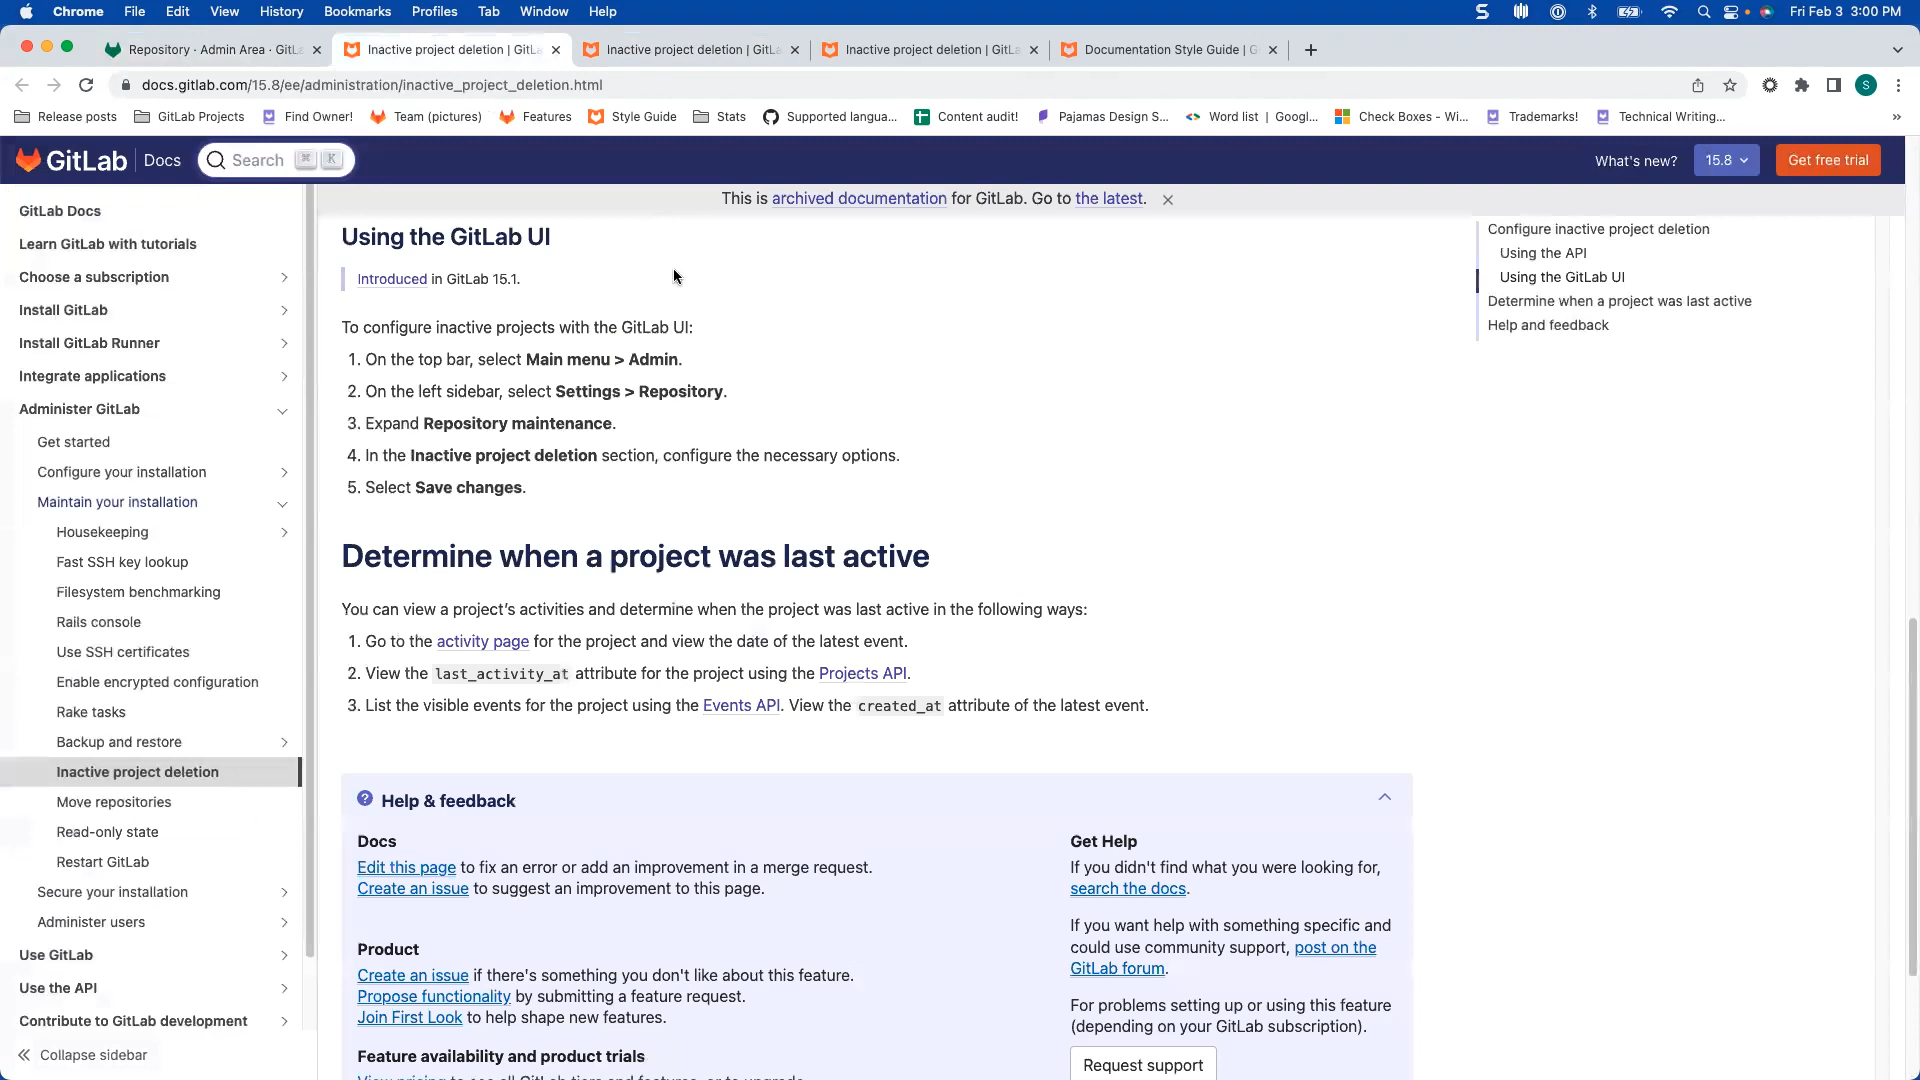 Chrome File Edit View History Bookmarks Profiles Tab Window Help Fri Feb 3 3:00 PM
Repository · Admin Area · GitLa Inactive project deletion | GitLa Inactive project deletion | GitLa Inactive project deletion | GitLa Documentation Style Guide | G
docs.gitlab.com/15.8/ee/administration/inactive_project_deletion.html S
Release posts GitLab Projects Find Owner! Team (pictures) Features Style Guide Stats Supported langua... Content audit! Pajamas Design S... Word list | Googl... Check Boxes - Wi... Trademarks! Technical Writing... »
GitLab Docs Search ⌘ K What's new? 15.8 Get free trial
This is archived documentation for GitLab. Go to the latest.
GitLab Docs
Learn GitLab with tutorials
Choose a subscription
Install GitLab
Install GitLab Runner
Integrate applications
Administer GitLab
Get started
Configure your installation
Maintain your installation
Housekeeping
Fast SSH key lookup
Filesystem benchmarking
Rails console
Use SSH certificates
Enable encrypted configuration
Rake tasks
Backup and restore
Inactive project deletion
Move repositories
Read-only state
Restart GitLab
Secure your installation
Administer users
Use GitLab
Use the API
Contribute to GitLab development
Collapse sidebar
Using the GitLab UI
Introduced in GitLab 15.1.
To configure inactive projects with the GitLab UI:
1. On the top bar, select Main menu > Admin.
2. On the left sidebar, select Settings > Repository.
3. Expand Repository maintenance.
4. In the Inactive project deletion section, configure the necessary options.
5. Select Save changes.
Determine when a project was last active
You can view a project's activities and determine when the project was last active in the following ways:
1. Go to the activity page for the project and view the date of the latest event.
2. View the last_activity_at attribute for the project using the Projects API.
3. List the visible events for the project using the Events API. View the created_at attribute of the latest event.
Help & feedback
Docs
Edit this page to fix an error or add an improvement in a merge request.
Create an issue to suggest an improvement to this page.
Product
Create an issue if there's something you don't like about this feature.
Propose functionality by submitting a feature request.
Join First Look to help shape new features.
Feature availability and product trials
View pricing to see all GitLab tiers and features, or to upgrade.
Get Help
If you didn't find what you were looking for,
search the docs.
If you want help with something specific and
could use community support, post on the
GitLab forum.
For problems setting up or using this feature
(depending on your GitLab subscription).
Request support
Configure inactive project deletion
Using the API
Using the GitLab UI
Determine when a project was last active
Help and feedback